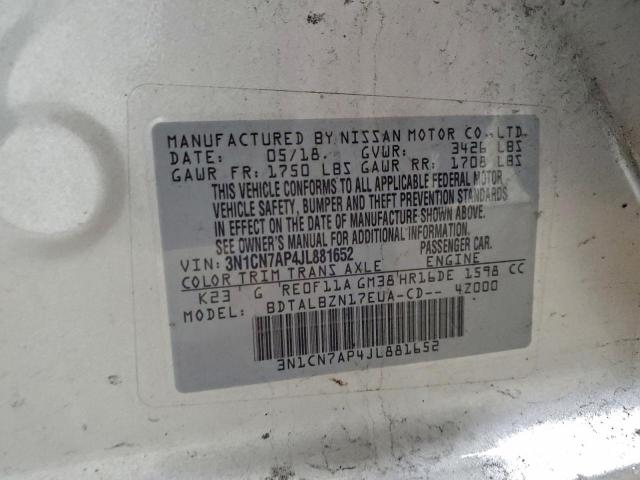 MANUFACTURED BY NISSAN MOTOR CO.,LTD.
DATE: 05/18. GVWR: 3426 LBS
GAWR FR: 1750 LBS GAWR RR: 1708 LBS
THIS VEHICLE CONFORMS TO ALL APPLICABLE FEDERAL MOTOR
VEHICLE SAFETY, BUMPER AND THEFT PREVENTION STANDARDS
IN EFFECT ON THE DATE OF MANUFACTURE SHOWN ABOVE.
SEE OWNER'S MANUAL FOR ADDITIONAL INFORMATION.
VIN: 3N1CN7AP4JL881652 PASSENGER CAR.
COLOR TRIM TRANS AXLE ENGINE
K23 G RE0F11A GM38 HR16DE 1598 CC
MODEL: BDTALBZN17EUA-CD-- 4Z000
3N1CN7AP4JL881652